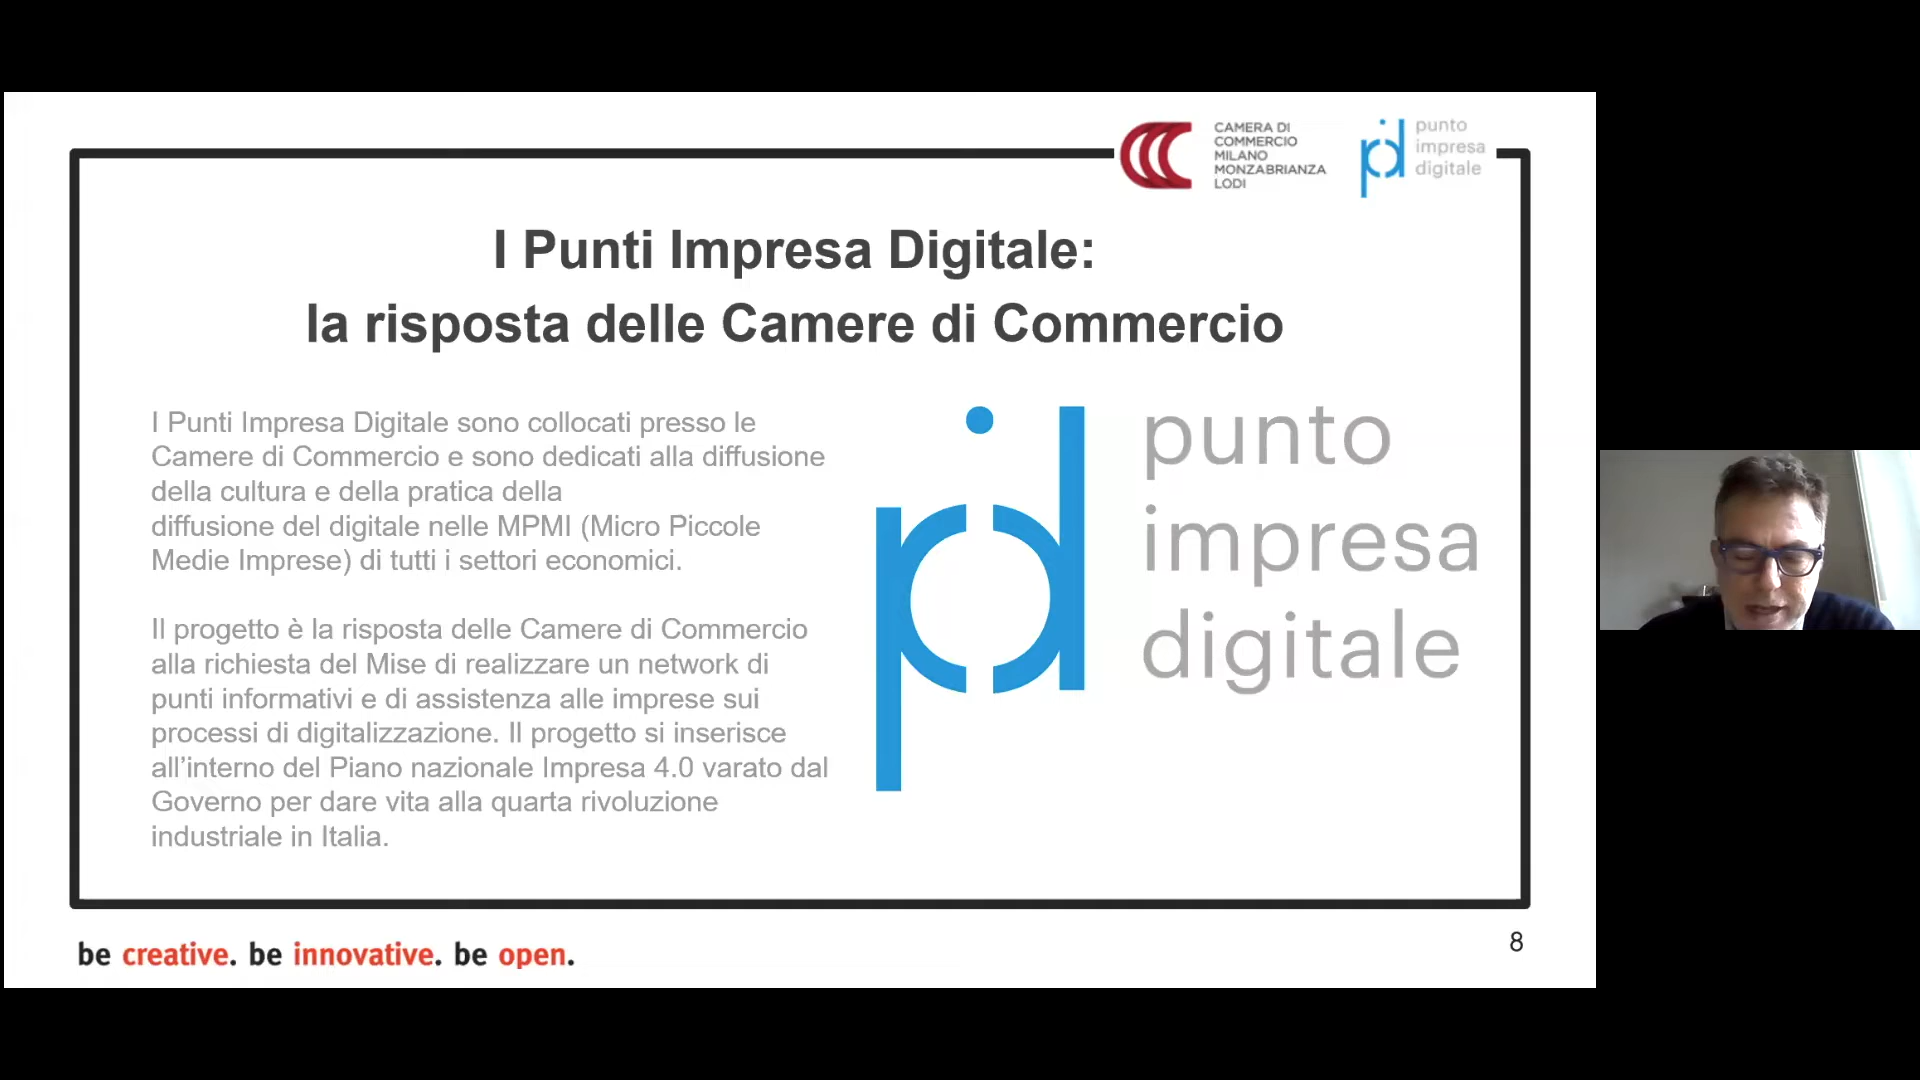 CAMERA DI
COMMERCIO
MILANO
MONZABRIANZA
LODI
punto
impresa
digitale
I Punti Impresa Digitale:
la risposta delle Camere di Commercio
I Punti Impresa Digitale sono collocati presso le
Camere di Commercio e sono dedicati alla diffusione
della cultura e della pratica della
diffusione del digitale nelle MPMI (Micro Piccole
Medie Imprese) di tutti i settori economici.
Il progetto è la risposta delle Camere di Commercio
alla richiesta del Mise di realizzare un network di
punti informativi e di assistenza alle imprese sui
processi di digitalizzazione. Il progetto si inserisce
all’interno del Piano nazionale Impresa 4.0 varato dal
Governo per dare vita alla quarta rivoluzione
industriale in Italia.
punto
impresa
digitale
be creative. be innovative. be open.
8